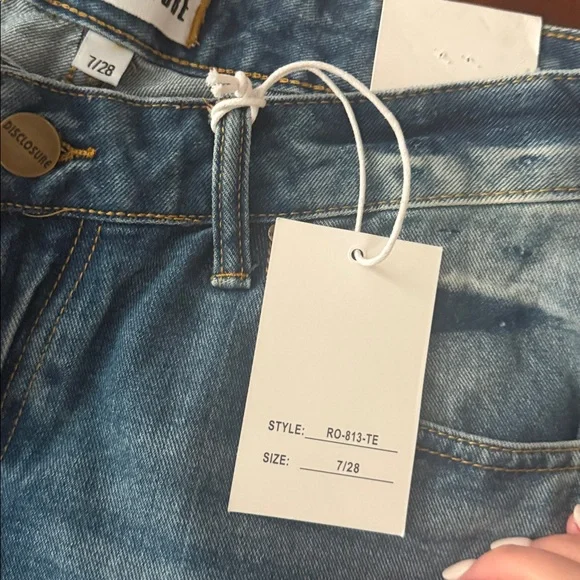 7/28
DISCLOSURE
STYLE: RO-813-TE
SIZE: 7/28